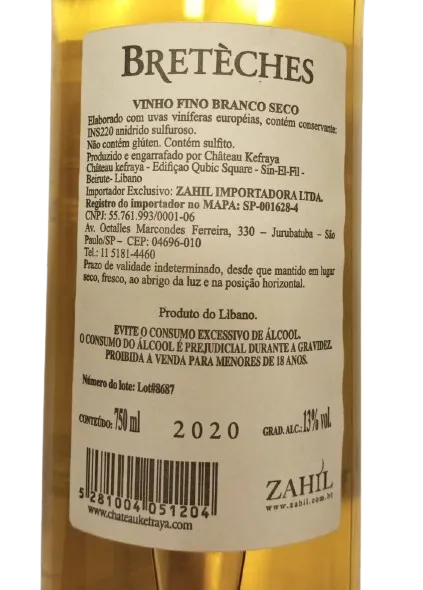 BRETÈCHES
VINHO FINO BRANCO SECO
Elaborado com uvas viníferas européias, contém conservante:
INS220 anidrido sulfuroso.
Não contém glúten. Contém sulfito.
Produzido e engarrafado por Château Kefraya
Château kefraya - Edifiçao Qubic Square - Sin-El-Fil -
Beirute- Líbano
Importador Exclusivo: ZAHIL IMPORTADORA LTDA.
Registro do importador no MAPA: SP-001628-4
CNPJ: 55.761.993/0001-06
Av. Octalles Marcondes Ferreira, 330 – Jurubatuba - São
Paulo/SP – CEP: 04696-010
Tel.: 11 5181-4460
Prazo de validade indeterminado, desde que mantido em lugar
seco, fresco, ao abrigo da luz e na posição horizontal.
Produto do Líbano.
EVITE O CONSUMO EXCESSIVO DE ÁLCOOL.
O CONSUMO DO ÁLCOOL É PREJUDICIAL DURANTE A GRAVIDEZ.
PROIBIDA A VENDA PARA MENORES DE 18 ANOS.
Número do lote: Lot#8687
CONTEÚDO: 750 ml 2020 GRAD. ALC.: 13% vol.
5 281004 051204
www.chateaukefraya.com
ZAHIL
www.zahil.com.br